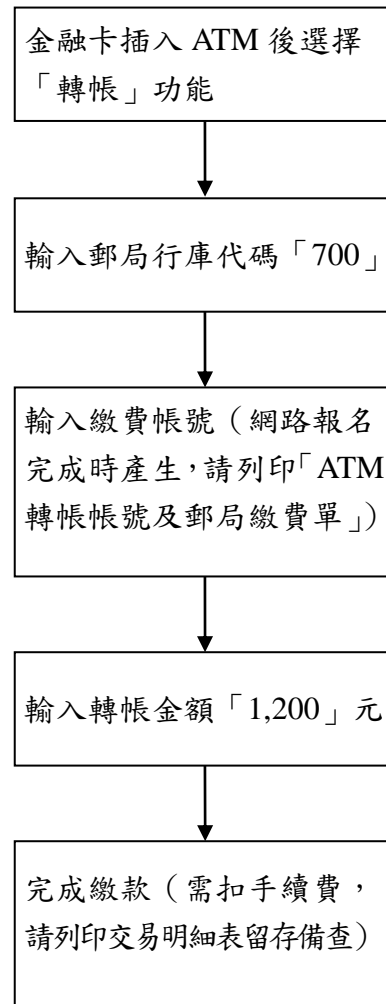 金融卡插入 ATM 後選擇
「轉帳」功能
輸入郵局行庫代碼「700」
輸入繳費帳號（網路報名
完成時產生，請列印「ATM
轉帳帳號及郵局繳費單」）
輸入轉帳金額「1,200」元
完成繳款（需扣手續費，
請列印交易明細表留存備查）